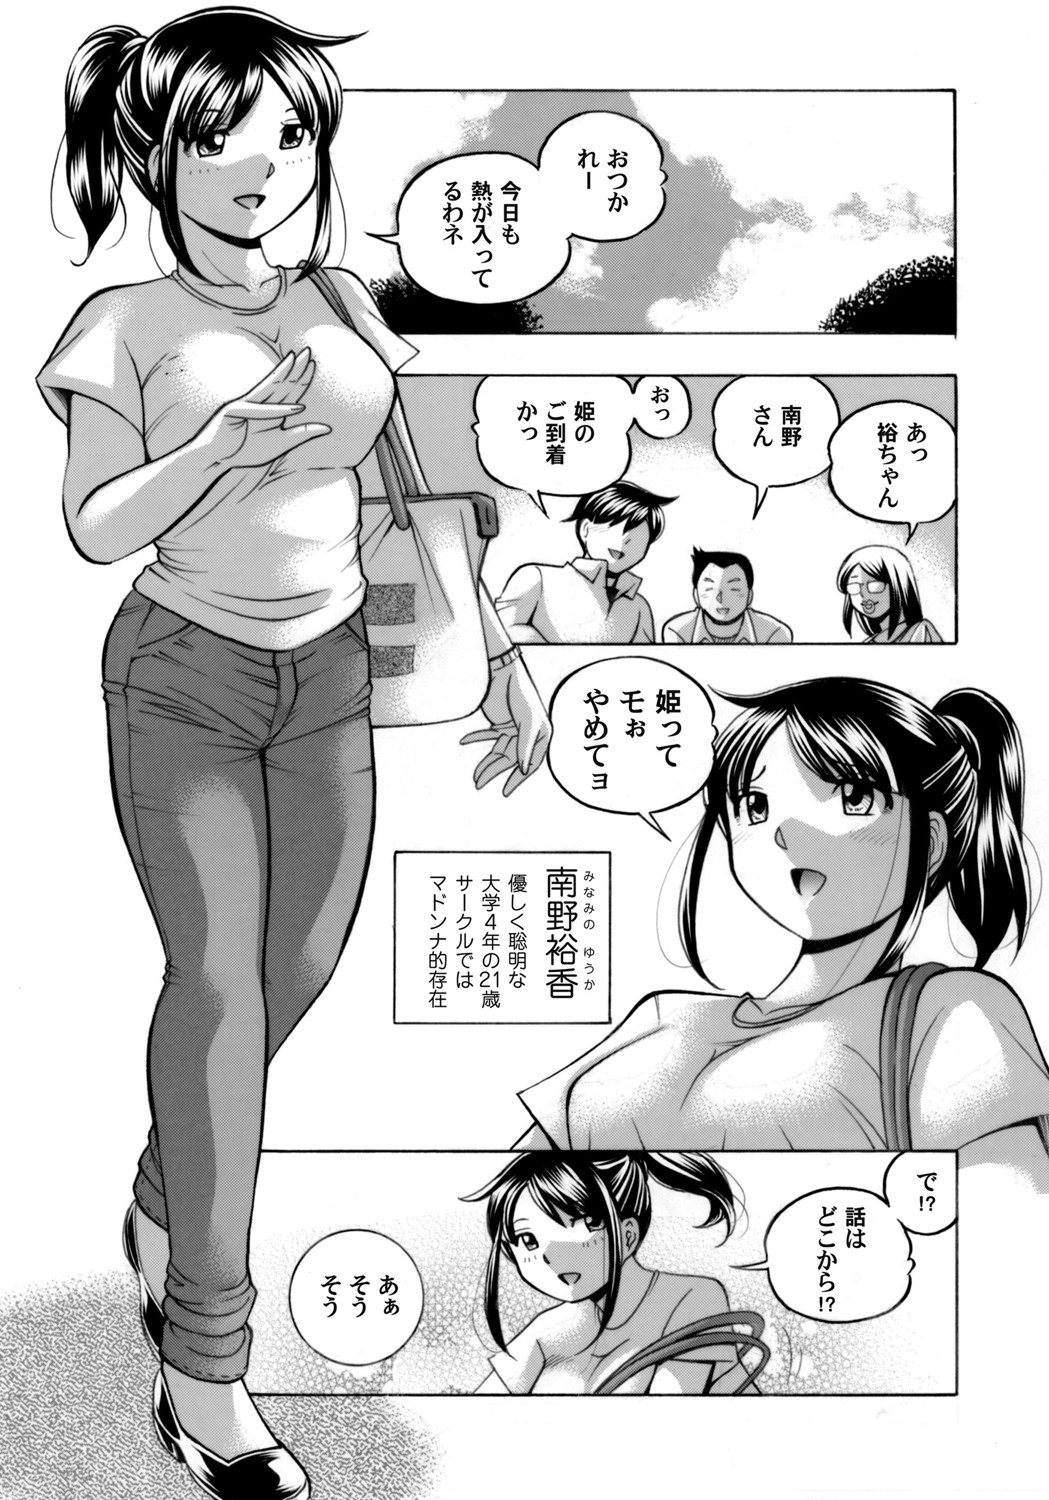 おつか
れー
今日も
熱が入って
るわネ
あっ
裕ちゃん
南野
さん
おっ
姫の
ご到着
かっ
姫って
モぉ
やめてョ
南野裕香
みなみの ゆうか
優しく聡明な
大学4年の21歳
サークルでは
マドンナ的存在
で!?
話は
どこから!?
あぁ
そう
そう